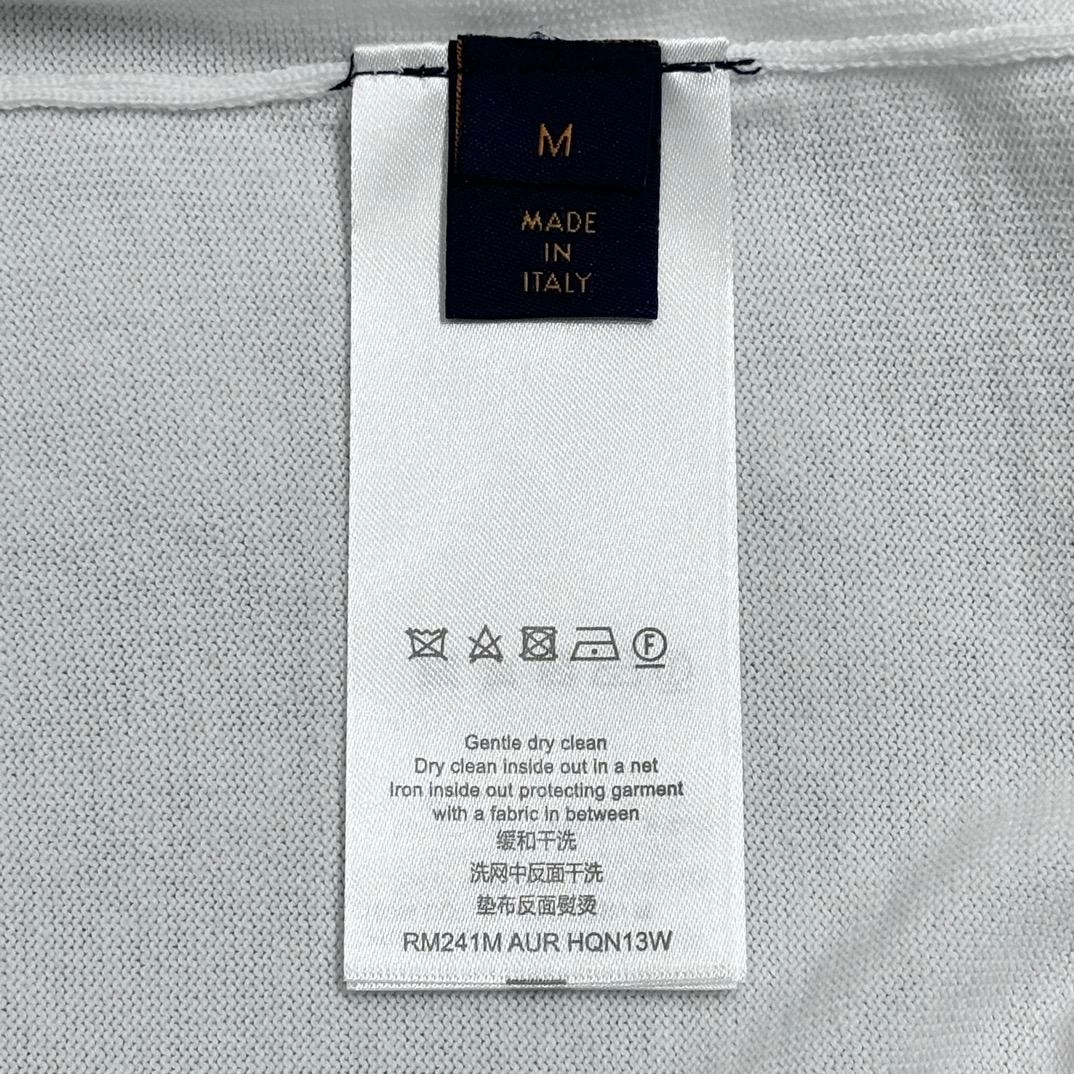 M
MADE
IN
ITALY
F
Gentle dry clean
Dry clean inside out in a net
Iron inside out protecting garment
with a fabric in between
缓和干洗
洗网中反面干洗
垫布反面熨烫
RM241M AUR HQN13W